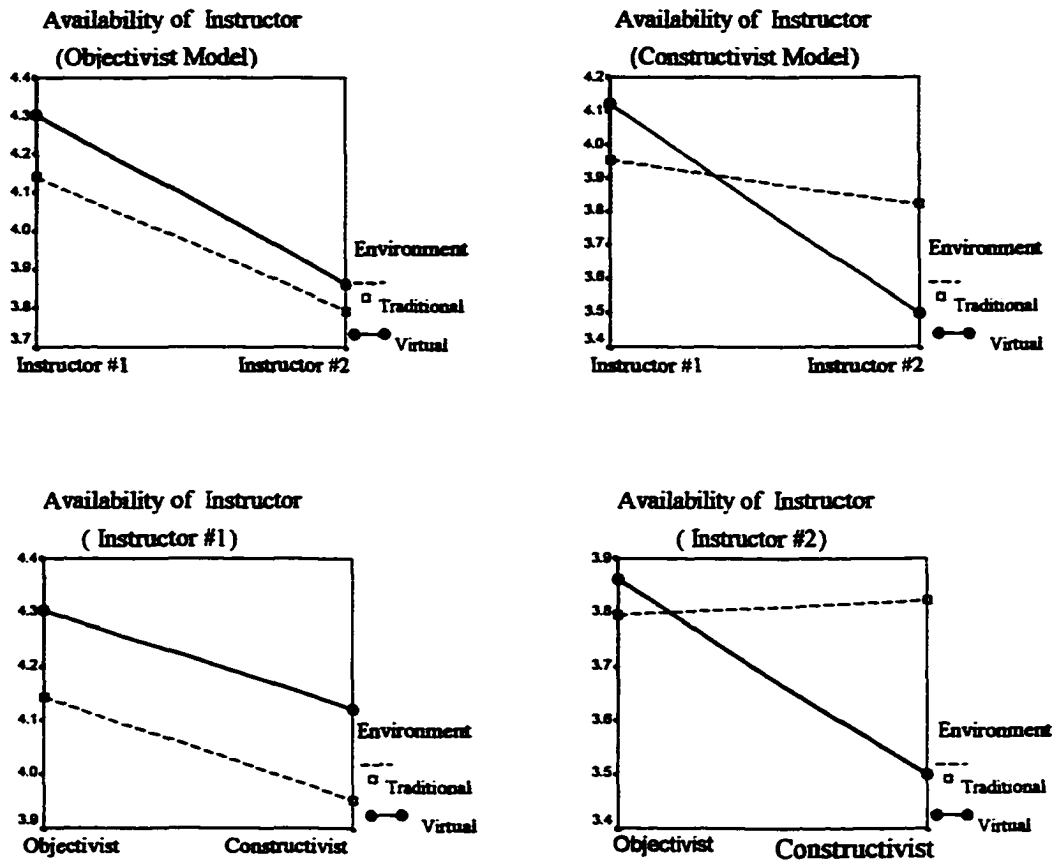 Availability of Instructor
(Objectivist Model)
4.4
4.3
4.2
4.1
4.0
3.9
3.8
3.7
Instructor #1
Instructor #2
Environment
Traditional
Virtual
Availability of Instructor
(Constructivist Model)
4.2
4.1
4.0
3.9
3.8
3.7
3.6
3.5
3.4
Instructor #1
Instructor #2
Environment
Traditional
Virtual
Availability of Instructor
( Instructor #1)
4.4
4.3
4.2
4.1
4.0
3.9
Objectivist
Constructivist
Environment
Traditional
Virtual
Availability of Instructor
( Instructor #2)
3.9
3.8
3.7
3.6
3.5
3.4
Objectivist
Constructivist
Environment
Traditional
Virtual